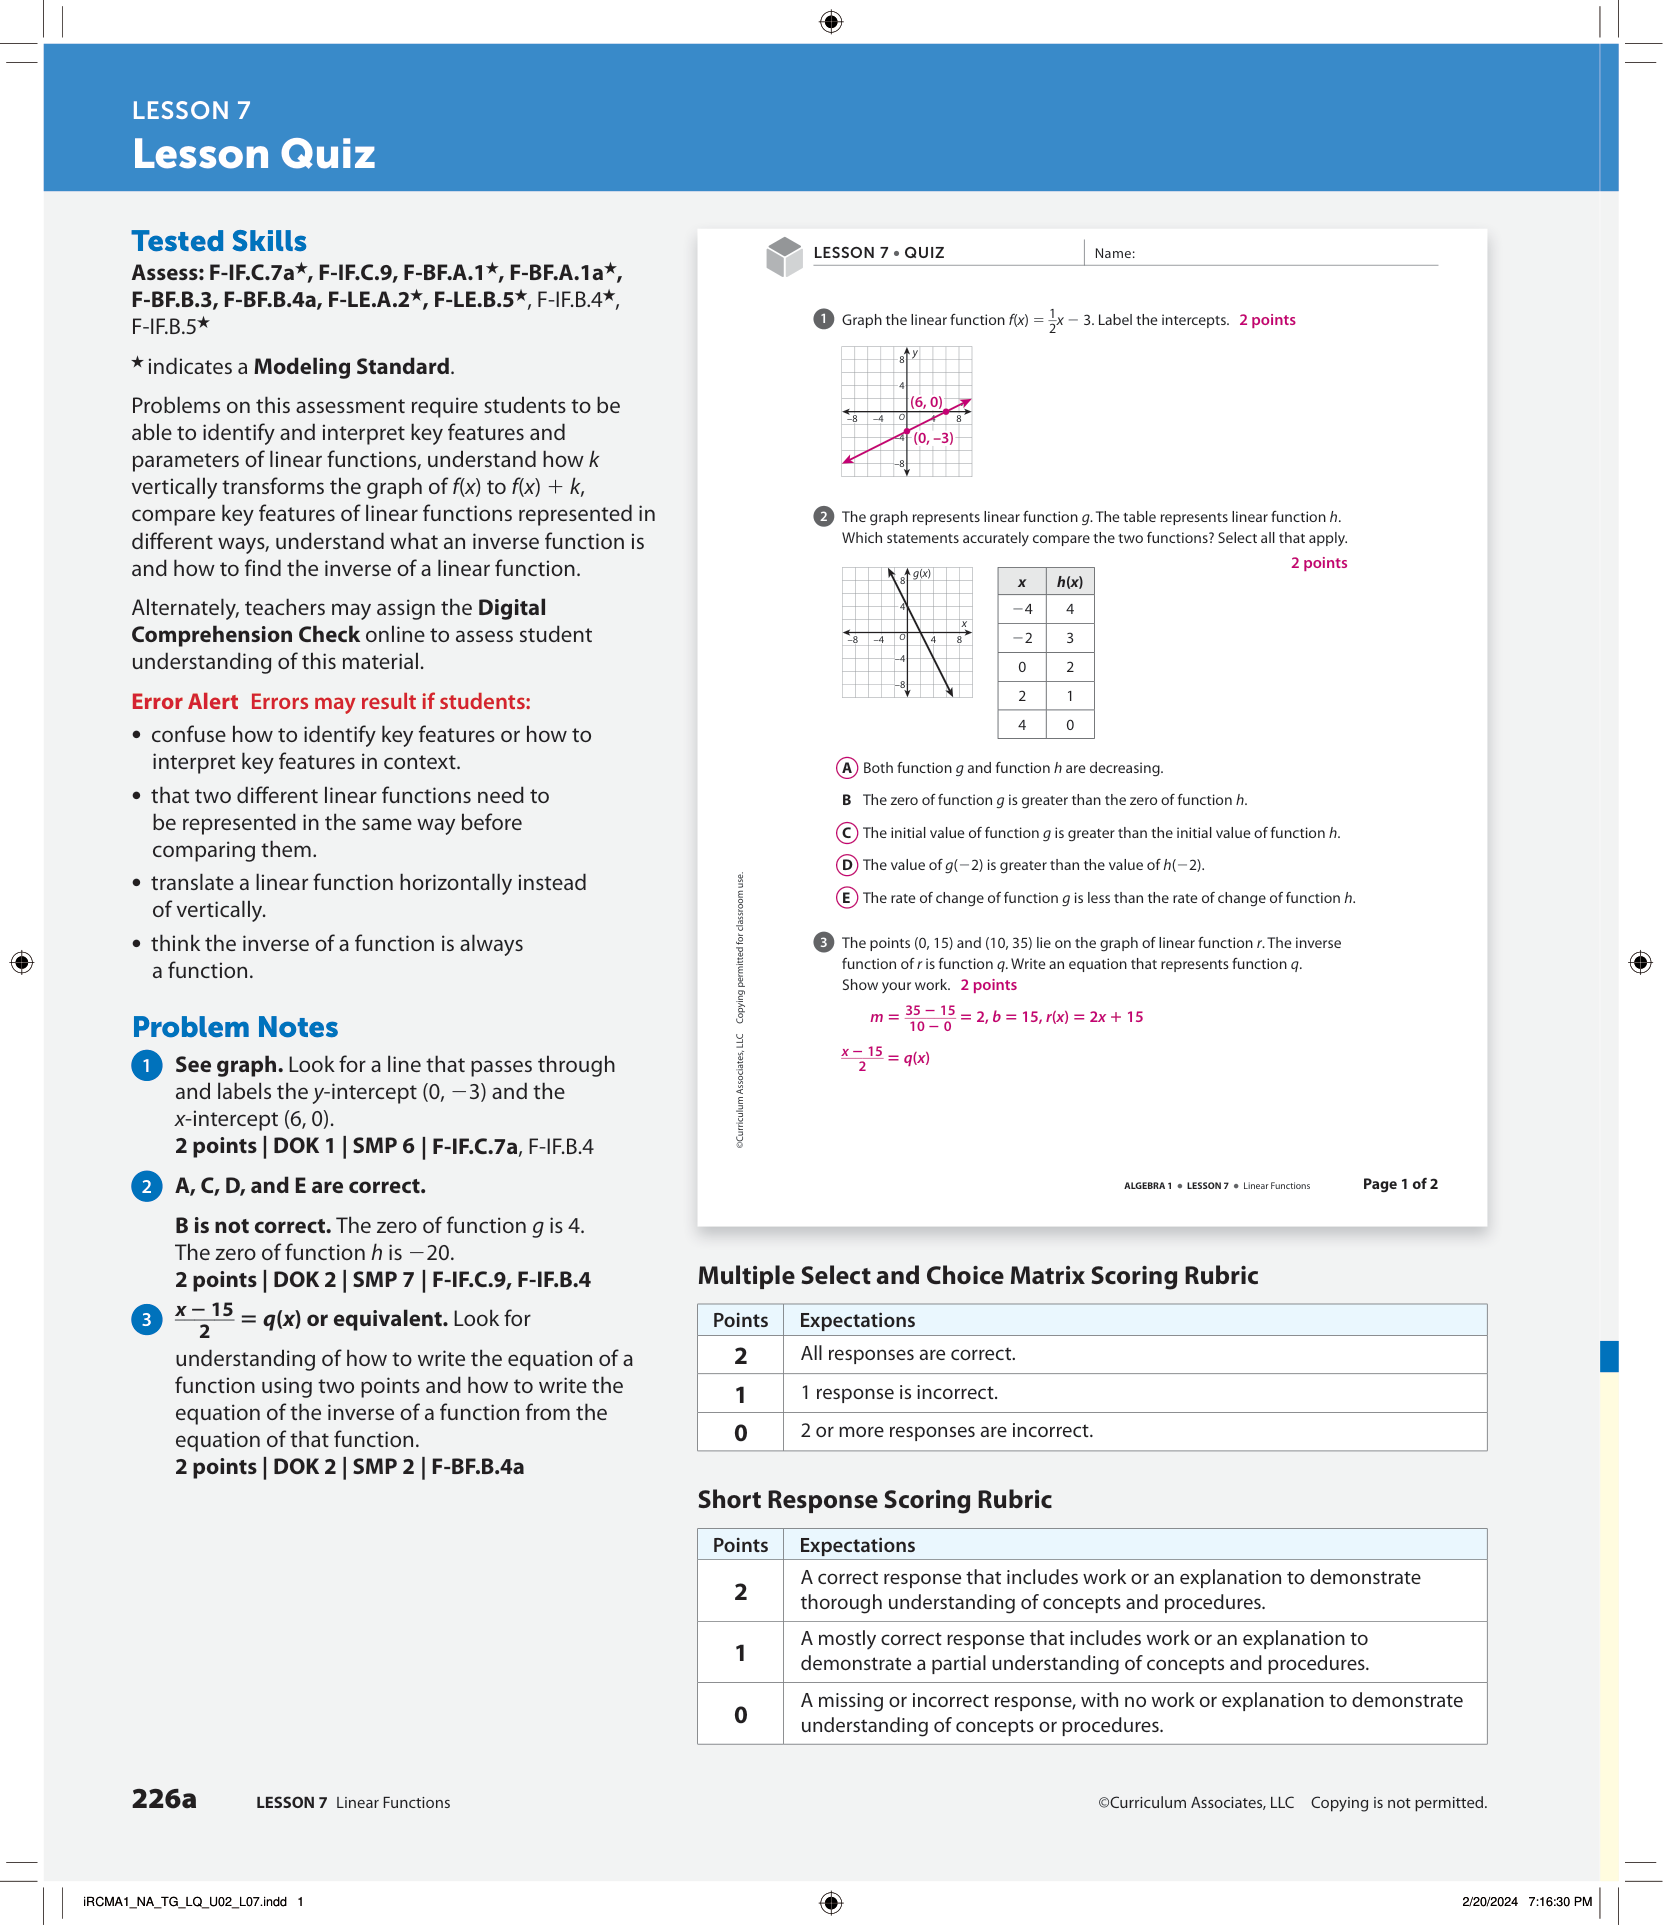 LESSON 7
Lesson Quiz
Tested Skills
Assess: F-IF.C.7a★, F-IF.C.9, F-BF.A.1★, F-BF.A.1a★,
F-BF.B.3, F-BF.B.4a, F-LE.A.2★, F-LE.B.5★, F-IF.B.4★,
F-IF.B.5★
★ indicates a Modeling Standard.
Problems on this assessment require students to be
able to identify and interpret key features and
parameters of linear functions, understand how k
vertically transforms the graph of f(x) to f(x) + k,
compare key features of linear functions represented in
different ways, understand what an inverse function is
and how to find the inverse of a linear function.
Alternately, teachers may assign the Digital
Comprehension Check online to assess student
understanding of this material.
Error Alert Errors may result if students:
• confuse how to identify key features or how to
interpret key features in context.
• that two different linear functions need to
be represented in the same way before
comparing them.
• translate a linear function horizontally instead
of vertically.
• think the inverse of a function is always
a function.
Problem Notes
1 See graph. Look for a line that passes through
and labels the y-intercept (0, −3) and the
x-intercept (6, 0).
2 points | DOK 1 | SMP 6 | F-IF.C.7a, F-IF.B.4
2 A, C, D, and E are correct.
B is not correct. The zero of function g is 4.
The zero of function h is −20.
2 points | DOK 2 | SMP 7 | F-IF.C.9, F-IF.B.4
3 x − 15
2 = q(x) or equivalent. Look for
understanding of how to write the equation of a
function using two points and how to write the
equation of the inverse of a function from the
equation of that function.
2 points | DOK 2 | SMP 2 | F-BF.B.4a
LESSON 7 • QUIZ Name:
1 Graph the linear function f(x) = 1/2x − 3. Label the intercepts. 2 points
y
8
4
(6, 0)
−8 −4 O 4 8
−4 (0, −3)
−8
2 The graph represents linear function g. The table represents linear function h.
Which statements accurately compare the two functions? Select all that apply.
2 points
g(x)
8
4
x
−8 −4 O 4 8
−4
−8
x h(x)
−4 4
−2 3
0 2
2 1
4 0
A Both function g and function h are decreasing.
B The zero of function g is greater than the zero of function h.
C The initial value of function g is greater than the initial value of function h.
D The value of g(−2) is greater than the value of h(−2).
E The rate of change of function g is less than the rate of change of function h.
3 The points (0, 15) and (10, 35) lie on the graph of linear function r. The inverse
function of r is function q. Write an equation that represents function q.
Show your work. 2 points
m = 35 − 15
10 − 0 = 2, b = 15, r(x) = 2x + 15
x − 15
2 = q(x)
©Curriculum Associates, LLC Copying permitted for classroom use.
ALGEBRA 1 • LESSON 7 • Linear Functions Page 1 of 2
Multiple Select and Choice Matrix Scoring Rubric
Points Expectations
2 All responses are correct.
1 1 response is incorrect.
0 2 or more responses are incorrect.
Short Response Scoring Rubric
Points Expectations
2 A correct response that includes work or an explanation to demonstrate
thorough understanding of concepts and procedures.
1 A mostly correct response that includes work or an explanation to
demonstrate a partial understanding of concepts and procedures.
0 A missing or incorrect response, with no work or explanation to demonstrate
understanding of concepts or procedures.
226a LESSON 7 Linear Functions ©Curriculum Associates, LLC Copying is not permitted.
iRCMA1_NA_TG_LQ_U02_L07.indd 1 2/20/2024 7:16:30 PM